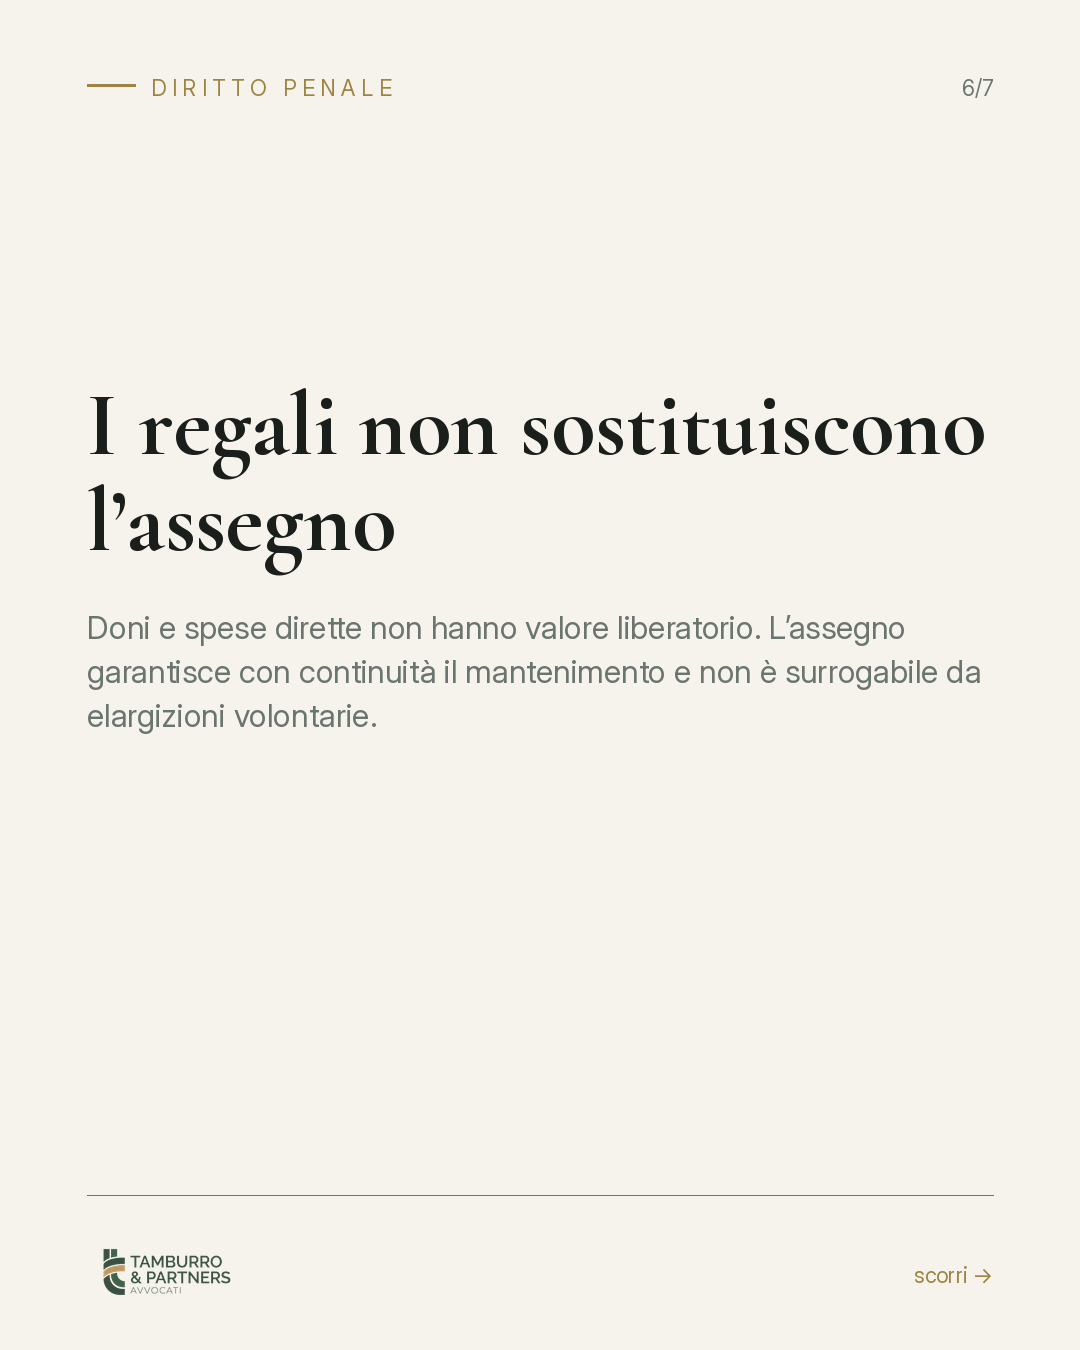 DIRITTO PENALE
6/7
I regali non sostituiscono
l’assegno
Doni e spese dirette non hanno valore liberatorio. L’assegno
garantisce con continuità il mantenimento e non è surrogabile da
elargizioni volontarie.
TAMBURRO
& PARTNERS
AVVOCATI
scorri →